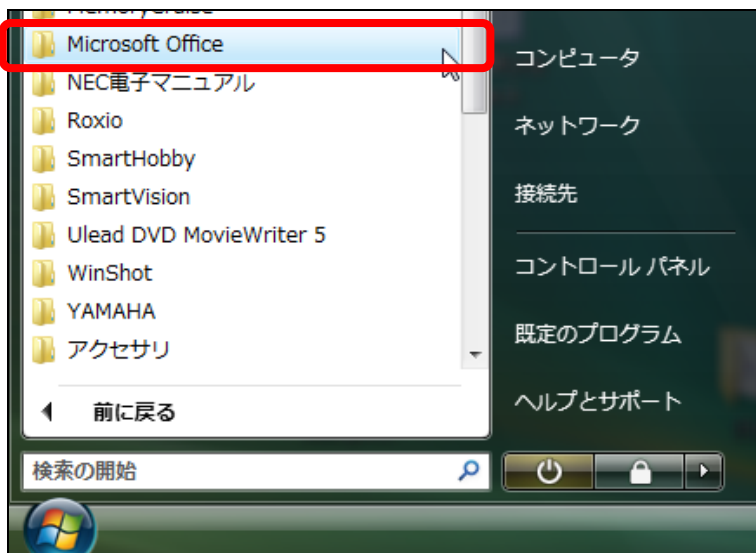 Microsoft Office
NEC電子マニュアル
Roxio
SmartHobby
SmartVision
Ulead DVD MovieWriter 5
WinShot
YAMAHA
アクセサリ
前に戻る
検索の開始
コンピュータ
ネットワーク
接続先
コントロール パネル
既定のプログラム
ヘルプとサポート